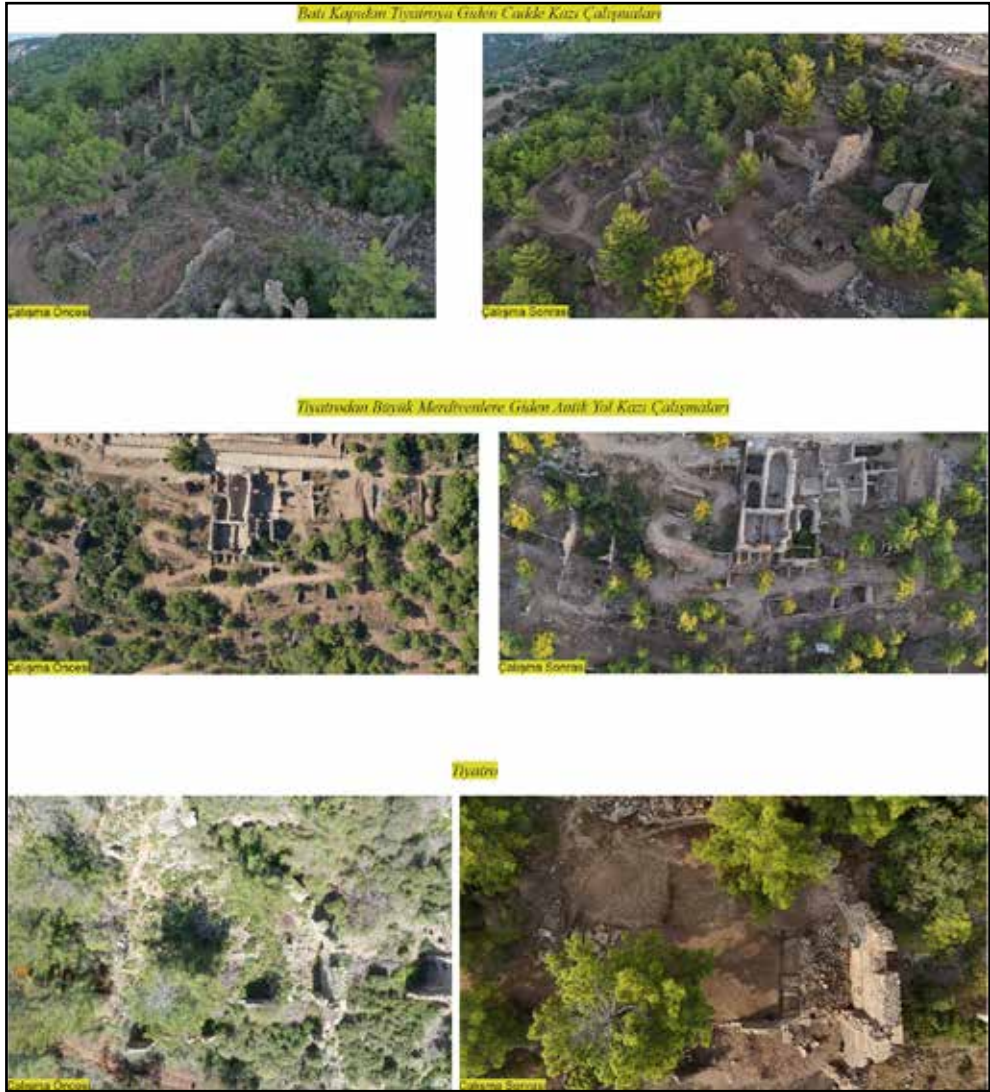 Batı Kapıdan Tiyatroya Giden Cadde Kazı Çalışmaları
Çalışma Öncesi
Çalışma Sonrası
Tiyatrodan Büyük Merdivenlere Giden Antik Yol Kazı Çalışmaları
Çalışma Öncesi
Çalışma Sonrası
Tiyatro
Çalışma Öncesi
Çalışma Sonrası